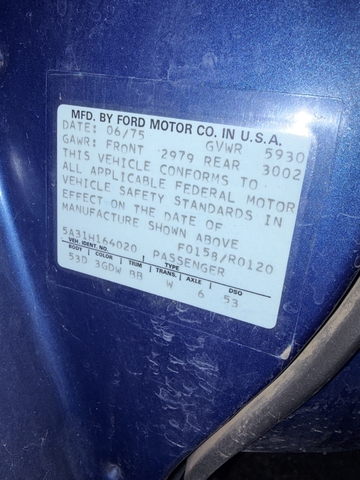 MFD. BY FORD MOTOR CO. IN U.S.A.
DATE: 06/75 GVWR 5930
GAWR: FRONT 2979 REAR 3002
THIS VEHICLE CONFORMS TO
ALL APPLICABLE FEDERAL MOTOR
VEHICLE SAFETY STANDARDS IN
EFFECT ON THE DATE OF
MANUFACTURE SHOWN ABOVE
F0158/R0120
5A31H164020 PASSENGER
VEH. IDENT. NO. TYPE
BODY COLOR TRIM TRANS. AXLE DSO
53D 3GDW BB W 6 53